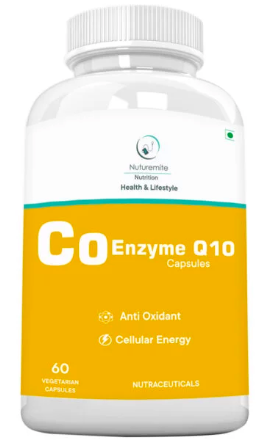 Nuturemite
Nutrition
Health & Lifestyle
Co Enzyme Q10
Capsules
Anti Oxidant
Cellular Energy
60
VEGETARIAN
CAPSULES
NUTRACEUTICALS